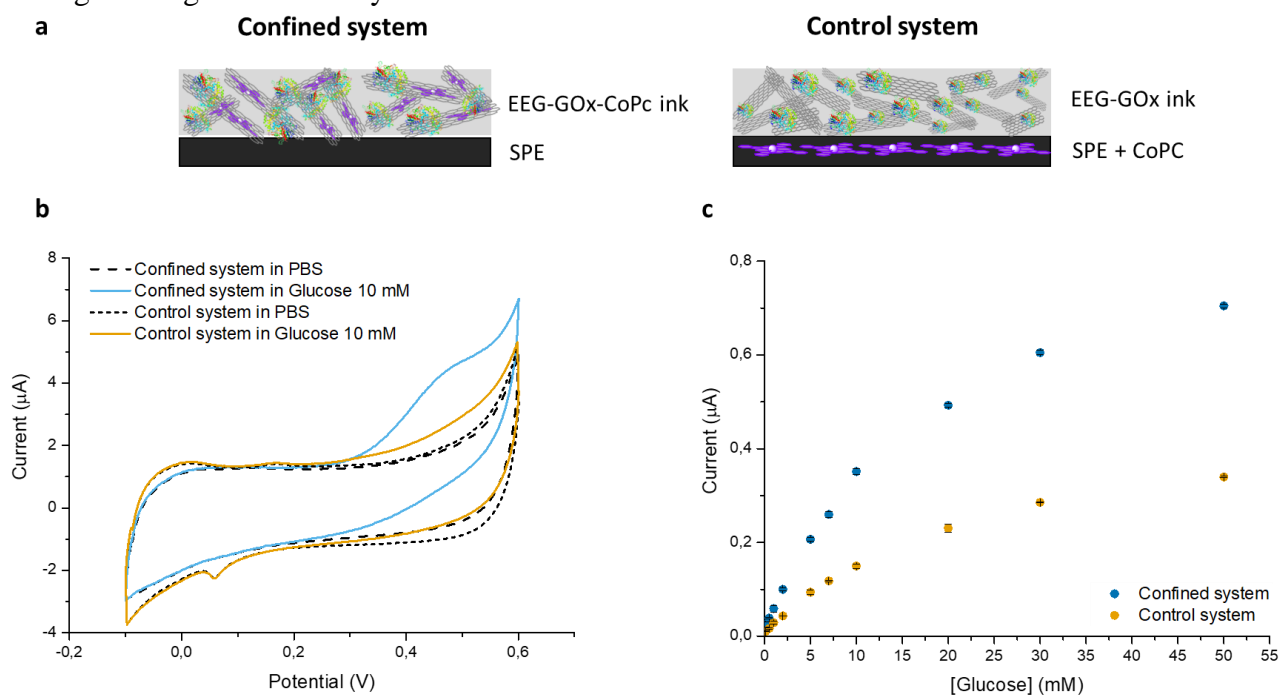 a
Confined system
Control system
EEG-GOx-CoPc ink
SPE
EEG-GOx ink
SPE + CoPC
b
Confined system in PBS
Confined system in Glucose 10 mM
Control system in PBS
Control system in Glucose 10 mM
8
6
4
2
0
-2
-4
-0,2
0,0
0,2
0,4
0,6
Current (μA)
Potential (V)
c
0,8
0,6
0,4
0,2
0,0
0
5
10
15
20
25
30
35
40
45
50
55
Current (μA)
[Glucose] (mM)
Confined system
Control system